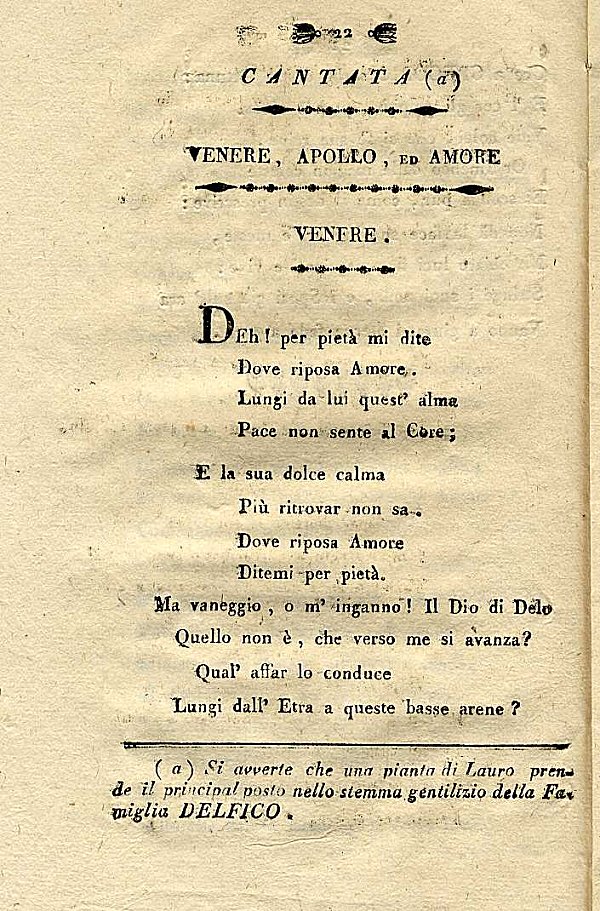 22
CANTATA (a)
VENERE, APOLLO, ED AMORE
VENERE.
DEh! per pietà mi dite
Dove riposa Amore.
Lungi da lui quest' alma
Pace non sente al Core;
E la sua dolce calma
Più ritrovar non sa.
Dove riposa Amore
Ditemi per pietà.
Ma vaneggio, o m' inganno! Il Dio di Delo
Quello non è, che verso me si avanza?
Qual' affar lo conduce
Lungi dall' Etra a queste basse arene?
(a) Si avverte che una pianta di Lauro pren-
de il principal posto nello stemma gentilizio della Fa-
miglia DELFICO.